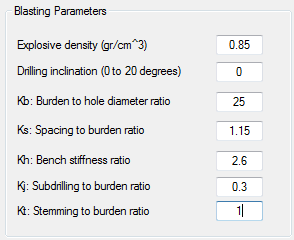 Blasting Parameters
Explosive density (gr/cm^3) 0.85
Drilling inclination (0 to 20 degrees) 0
Kb: Burden to hole diameter ratio 25
Ks: Spacing to burden ratio 1.15
Kh: Bench stiffness ratio 2.6
Kj: Subdrilling to burden ratio 0.3
Kt: Stemming to burden ratio 1